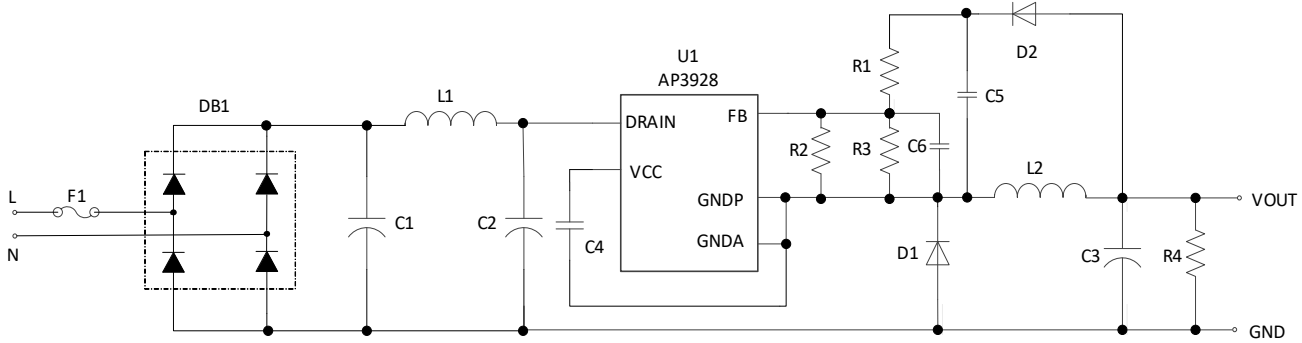 U1
AP3928
R1
D2
C5
DB1
L1
DRAIN
FB
R2
R3
C6
L2
VCC
L
F1
GNDP
VOUT
C1
C2
C4
GNDA
D1
C3
R4
N
GND